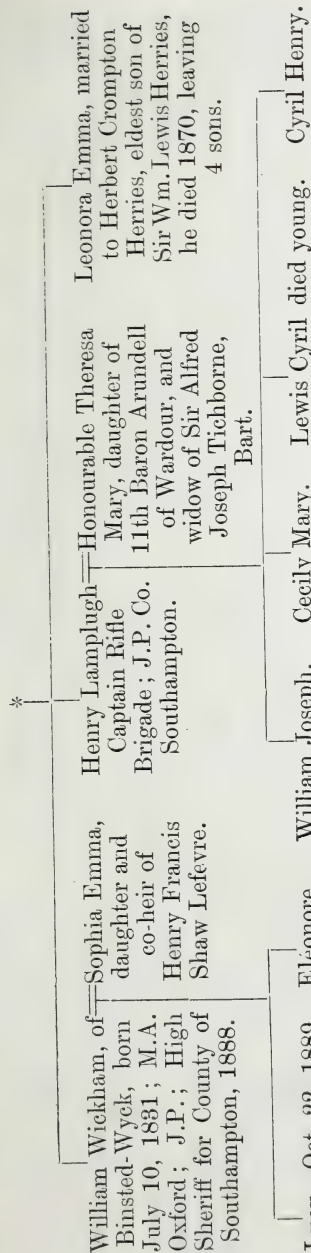 *
William Wickham, of
Binsted-Wyck, born
July 10, 1831; M.A.
Oxford; J.P.; High
Sheriff for County of
Southampton, 1888.
Sophia Emma,
daughter and
co-heir of
Henry Francis
Shaw Lefevre.
Henry Lamplugh
Captain Rifle
Brigade; J.P. Co.
Southampton.
Honourable Theresa
Mary, daughter of
11th Baron Arundell
of Wardour, and
widow of Sir Alfred
Joseph Tichborne,
Bart.
Leonora Emma, married
to Herbert Crompton
Herries, eldest son of
Sir Wm. Lewis Herries,
he died 1870, leaving
4 sons.
Oct. 22, 1889. Eléonore William Joseph. Cecily Mary. Lewis Cyril died young. Cyril Henry.